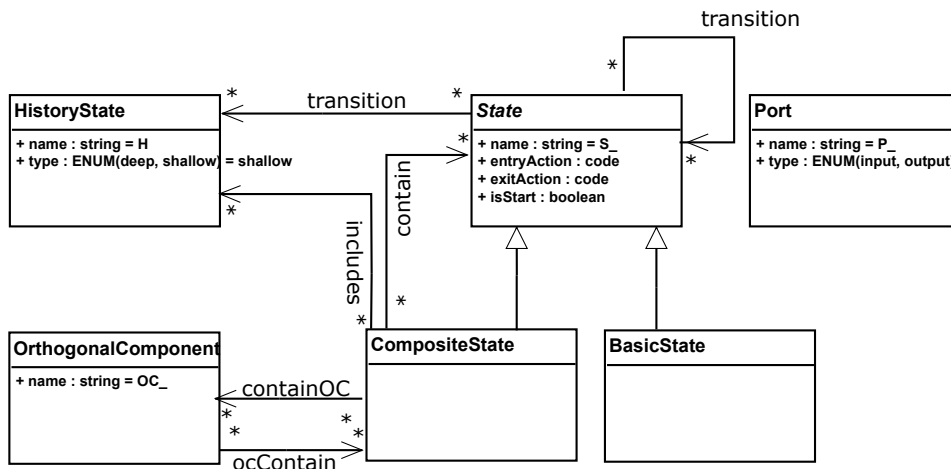 transition
HistoryState
+ name : string = H
+ type : ENUM(deep, shallow) = shallow
*
transition
*
*
State
+ name : string = S_
+ entryAction : code
+ exitAction : code
+ isStart : boolean
*
*
Port
+ name : string = P_
+ type : ENUM(input, output)
*
contain
*
includes
*
OrthogonalComponent
+ name : string = OC_
CompositeState
BasicState
containOC
*
*
*
*
ocContain